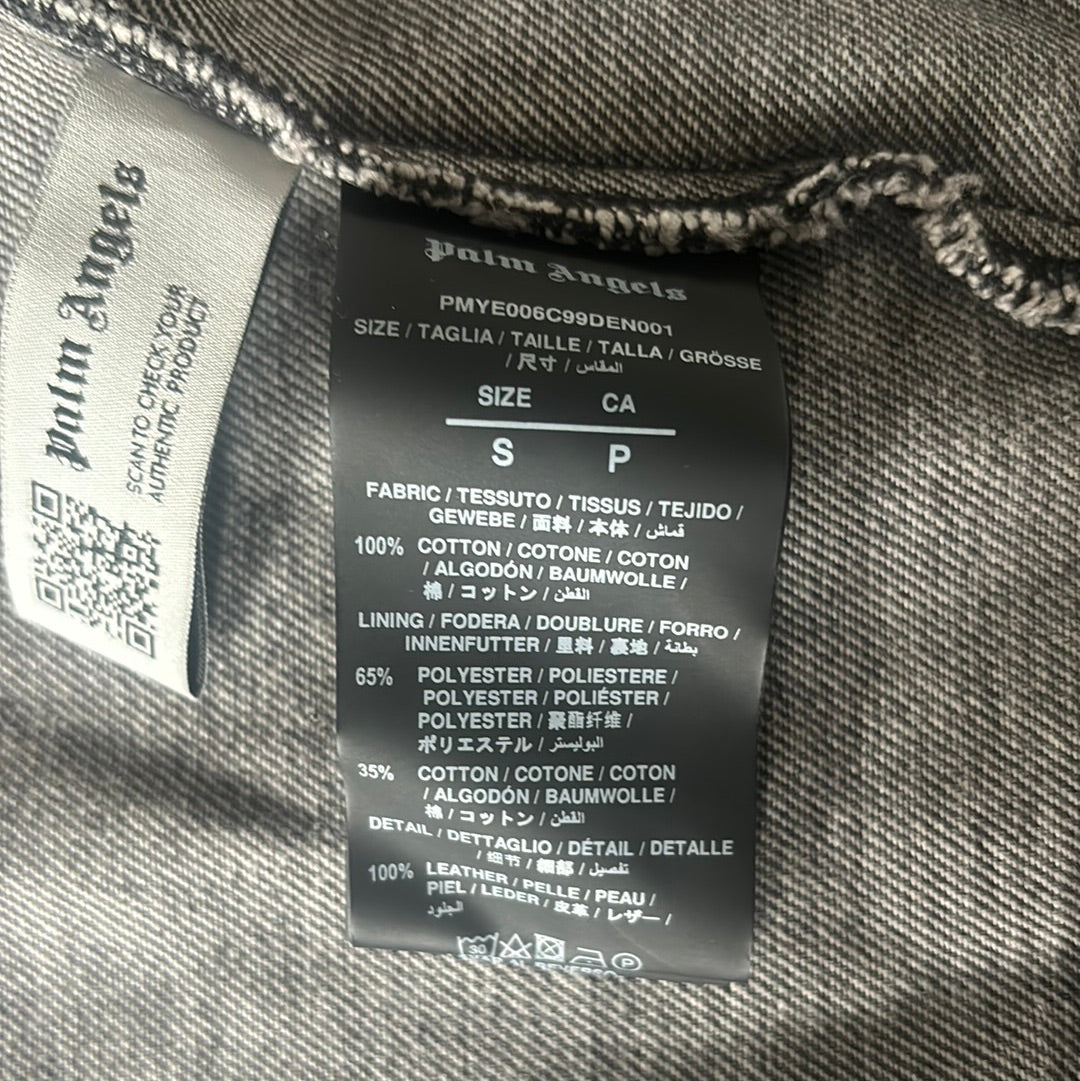 Palm Angels
SCAN TO CHECK YOUR
AUTHENTIC PRODUCT
Palm Angels
PMYE006C99DEN001
SIZE / TAGLIA / TAILLE / TALLA / GRÖSSE
/ 尺寸 / المقاس
SIZE CA
S P
FABRIC / TESSUTO / TISSUS / TEJIDO /
GEWEBE / 面料 / 本体 / قماش
100% COTTON / COTONE / COTON
/ ALGODÓN / BAUMWOLLE /
棉 / コットン / القطن
LINING / FODERA / DOUBLURE / FORRO /
INNENFUTTER / 里料 / 裏地 / بطانة
65% POLYESTER / POLIESTERE /
POLYESTER / POLIÉSTER /
POLYESTER / 聚酯纤维 /
ポリエステル / البوليستر
35% COTTON / COTONE / COTON
/ ALGODÓN / BAUMWOLLE /
棉 / コットン / القطن
DETAIL / DETTAGLIO / DÉTAIL / DETALLE
/ 细节 / 細部 / تفصيل
100% LEATHER / PELLE / PEAU /
PIEL / LEDER / 皮革 / レザー /
الجلود
30 P